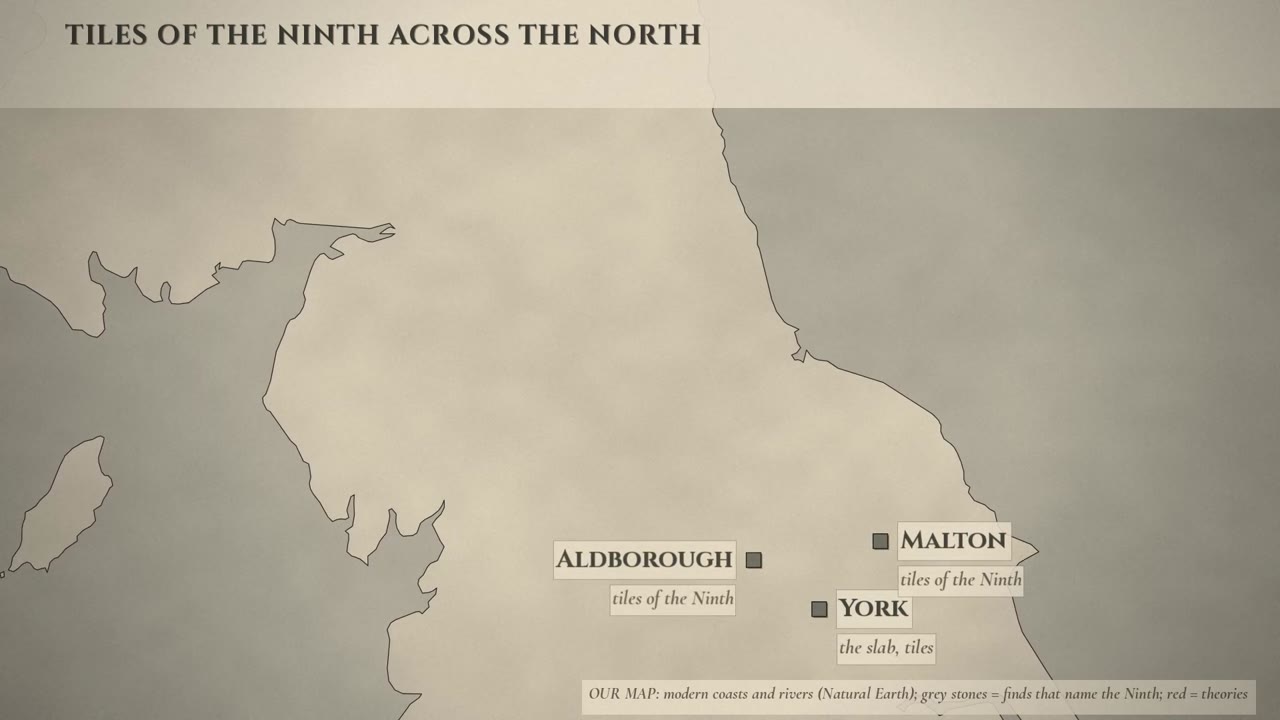 TILES OF THE NINTH ACROSS THE NORTH
MALTON
ALDBOROUGH
tiles of the Ninth
tiles of the Ninth
YORK
the slab, tiles
OUR MAP: modern coasts and rivers (Natural Earth); grey stones = finds that name the Ninth; red = theories